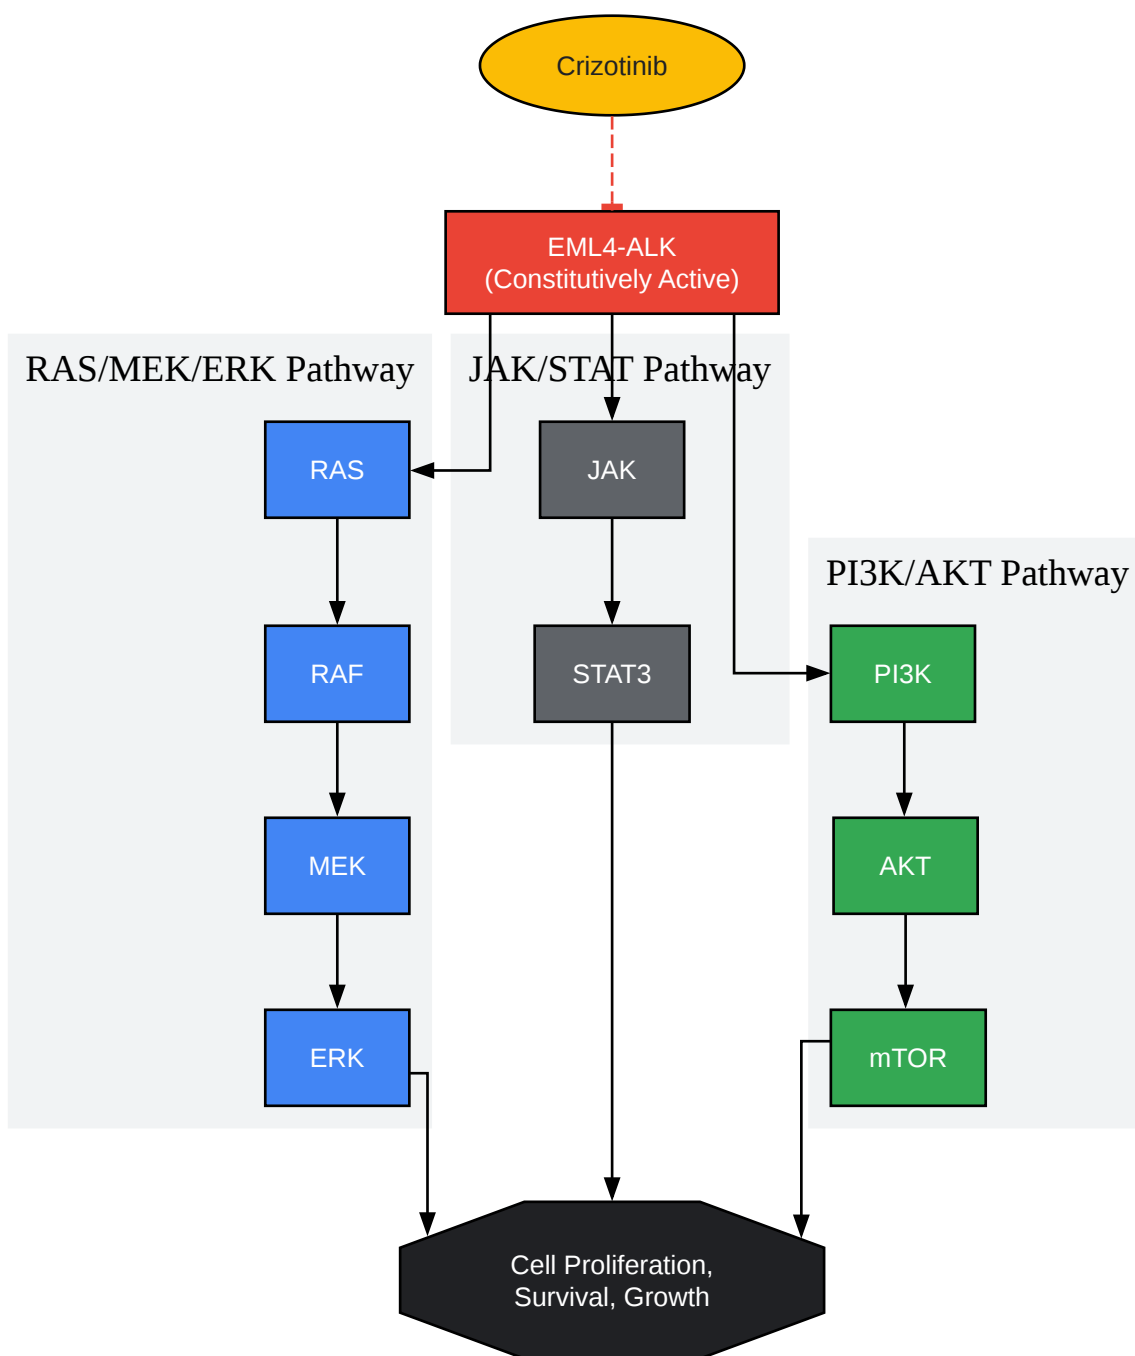 Crizotinib
EML4-ALK
(Constitutively Active)
RAS/MEK/ERK Pathway
JAK/STAT Pathway
RAS
JAK
PI3K/AKT Pathway
RAF
STAT3
PI3K
MEK
AKT
ERK
mTOR
Cell Proliferation,
Survival, Growth